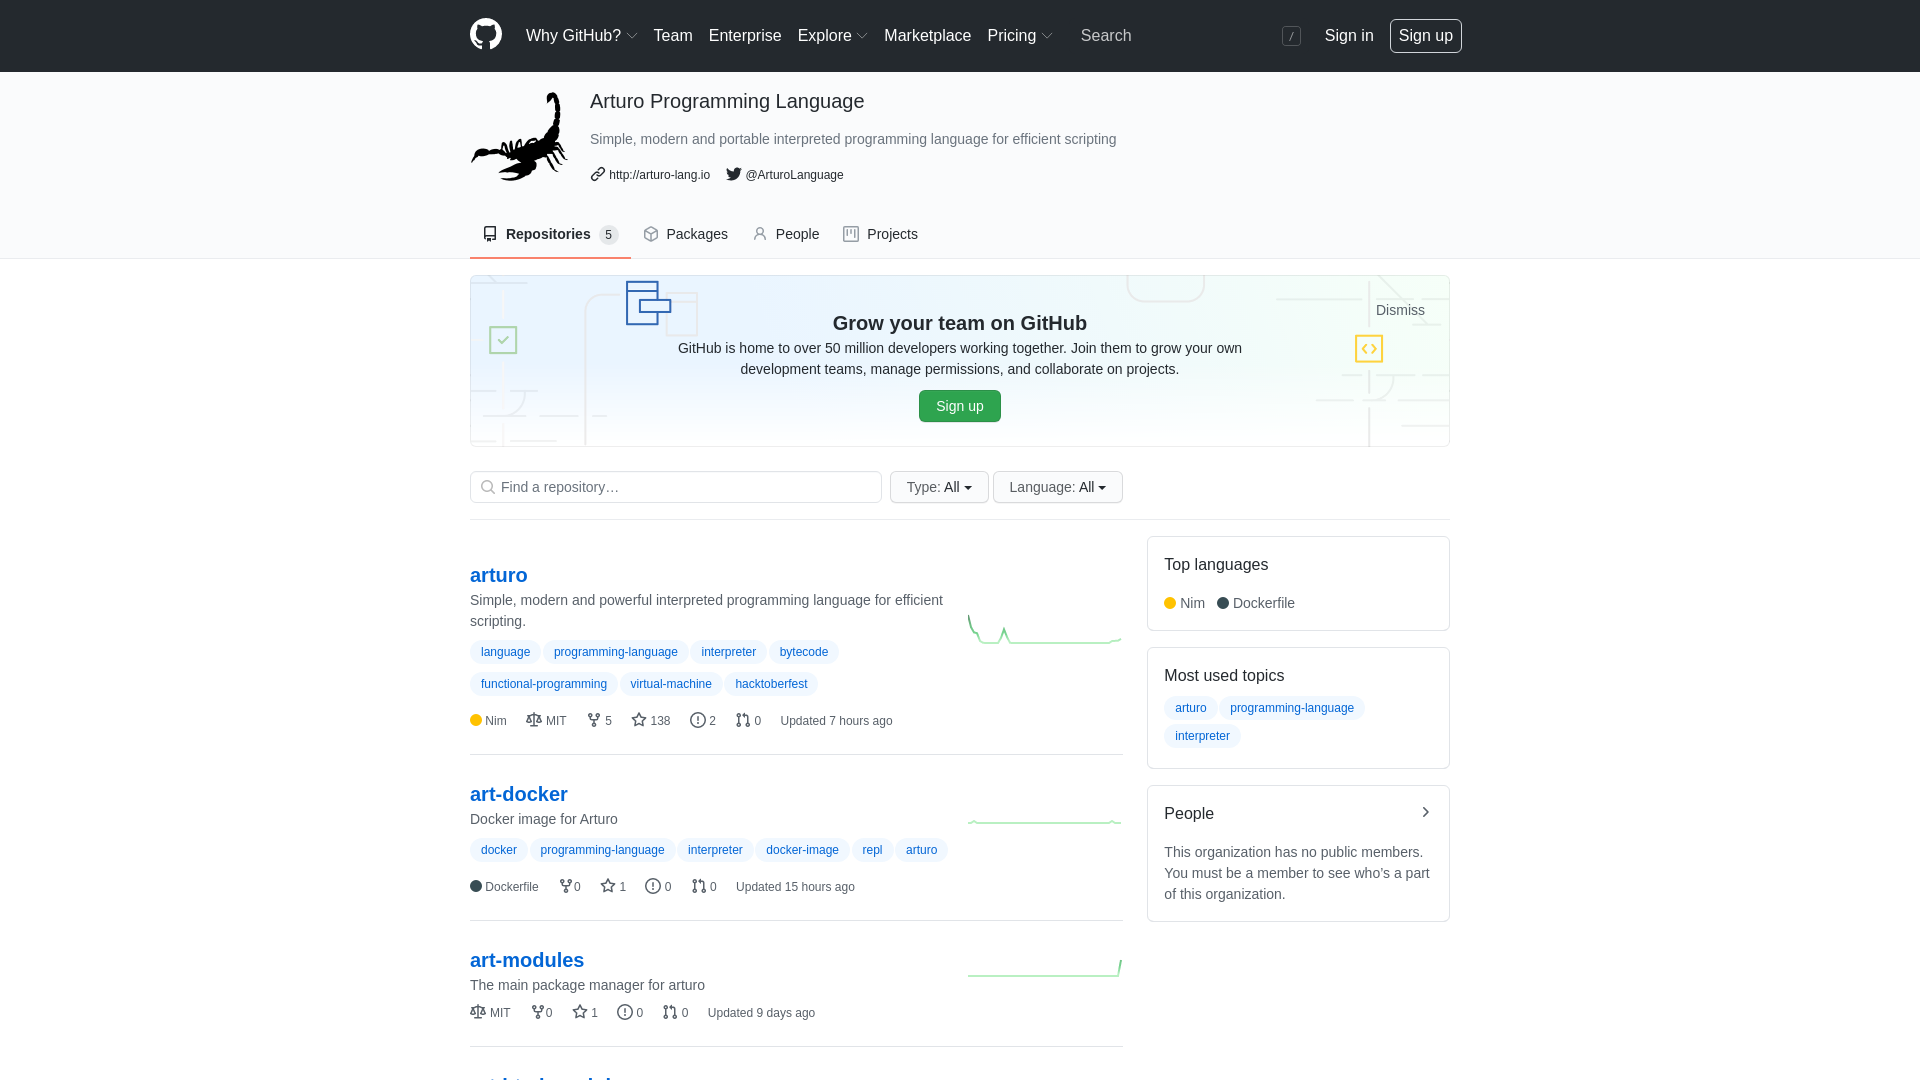 Why GitHub? Team Enterprise Explore Marketplace Pricing Search / Sign in Sign up
Arturo Programming Language
Simple, modern and portable interpreted programming language for efficient scripting
http://arturo-lang.io @ArturoLanguage
Repositories 5 Packages People Projects
Dismiss
Grow your team on GitHub
GitHub is home to over 50 million developers working together. Join them to grow your own
development teams, manage permissions, and collaborate on projects.
Sign up
Find a repository… Type: All Language: All
arturo
Simple, modern and powerful interpreted programming language for efficient
scripting.
language programming-language interpreter bytecode
functional-programming virtual-machine hacktoberfest
Nim MIT 5 138 2 0 Updated 7 hours ago
art-docker
Docker image for Arturo
docker programming-language interpreter docker-image repl arturo
Dockerfile 0 1 0 0 Updated 15 hours ago
art-modules
The main package manager for arturo
MIT 0 1 0 0 Updated 9 days ago
Top languages
Nim Dockerfile
Most used topics
arturo programming-language
interpreter
People
This organization has no public members.
You must be a member to see who’s a part
of this organization.